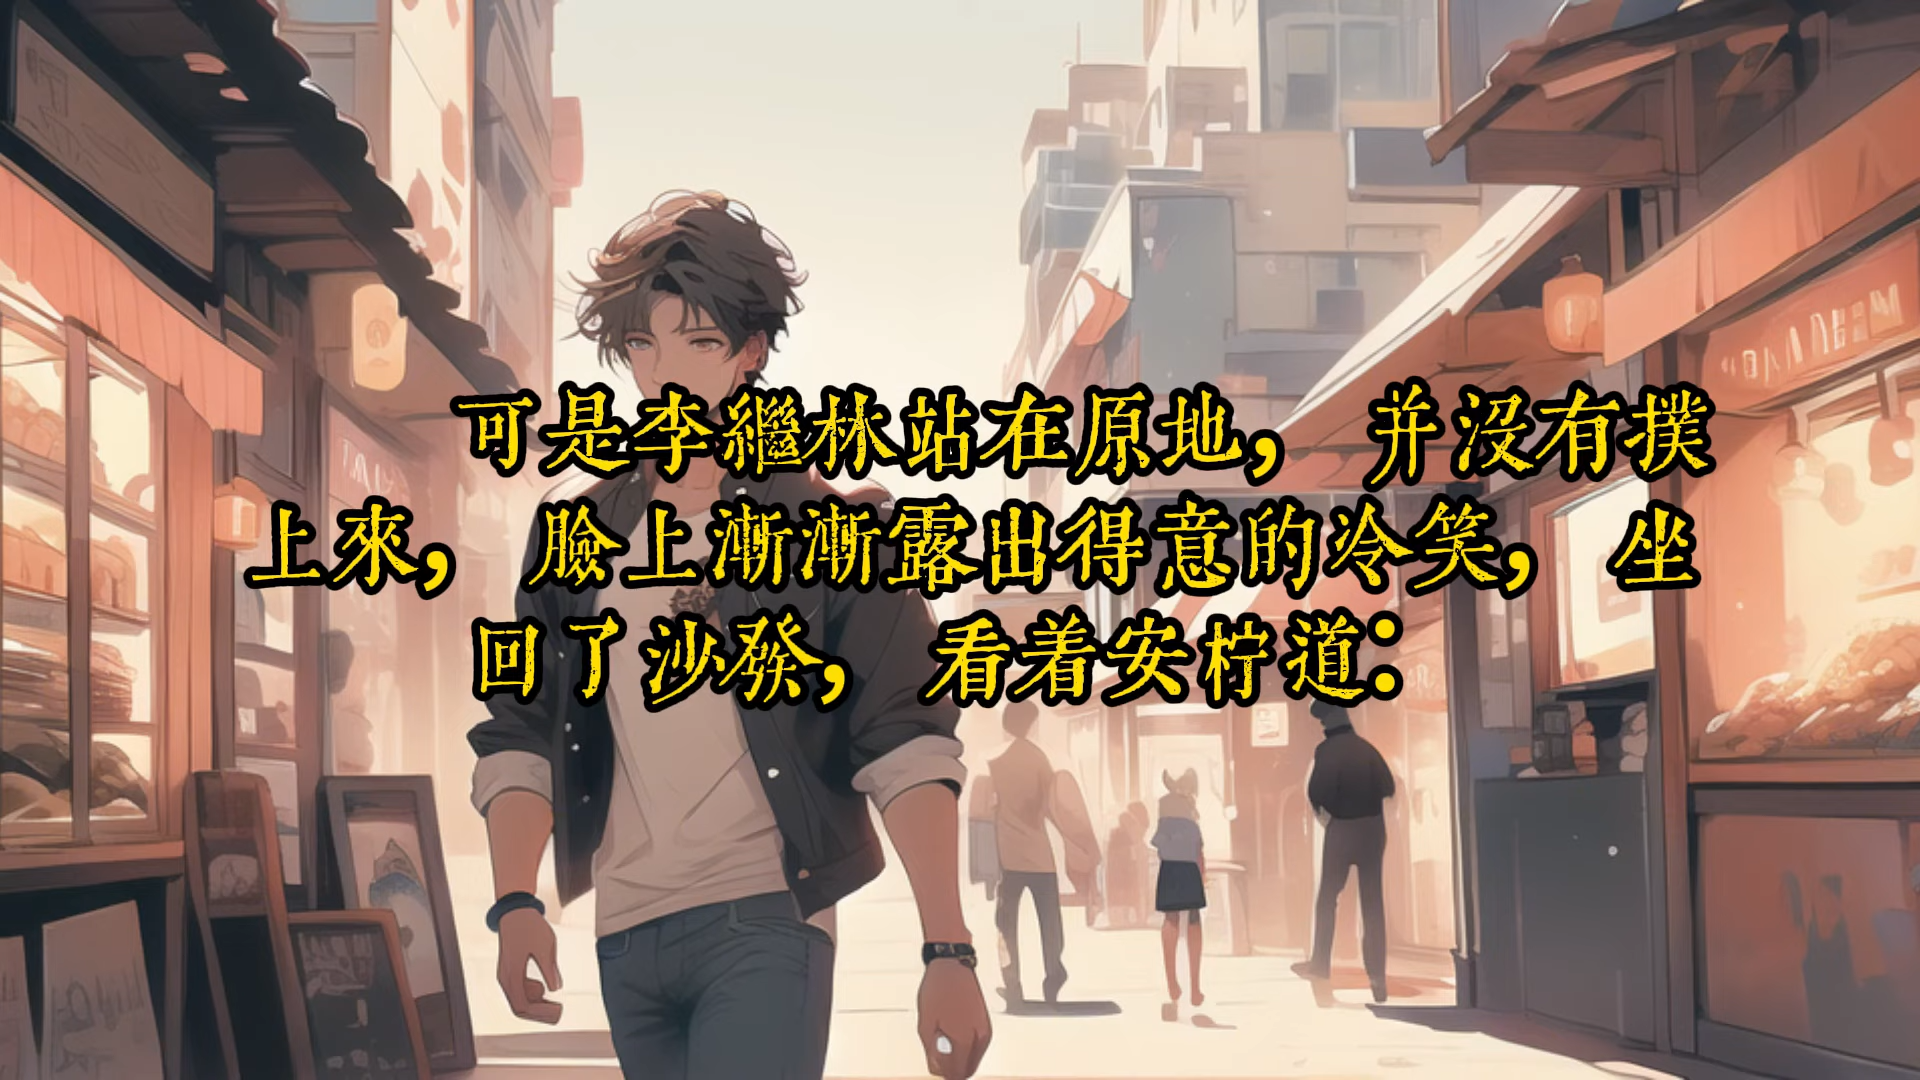 可是李繼林站在原地，并没有撲
上來，臉上漸漸露出得意的冷笑，坐
回了沙發，看着安柠道：